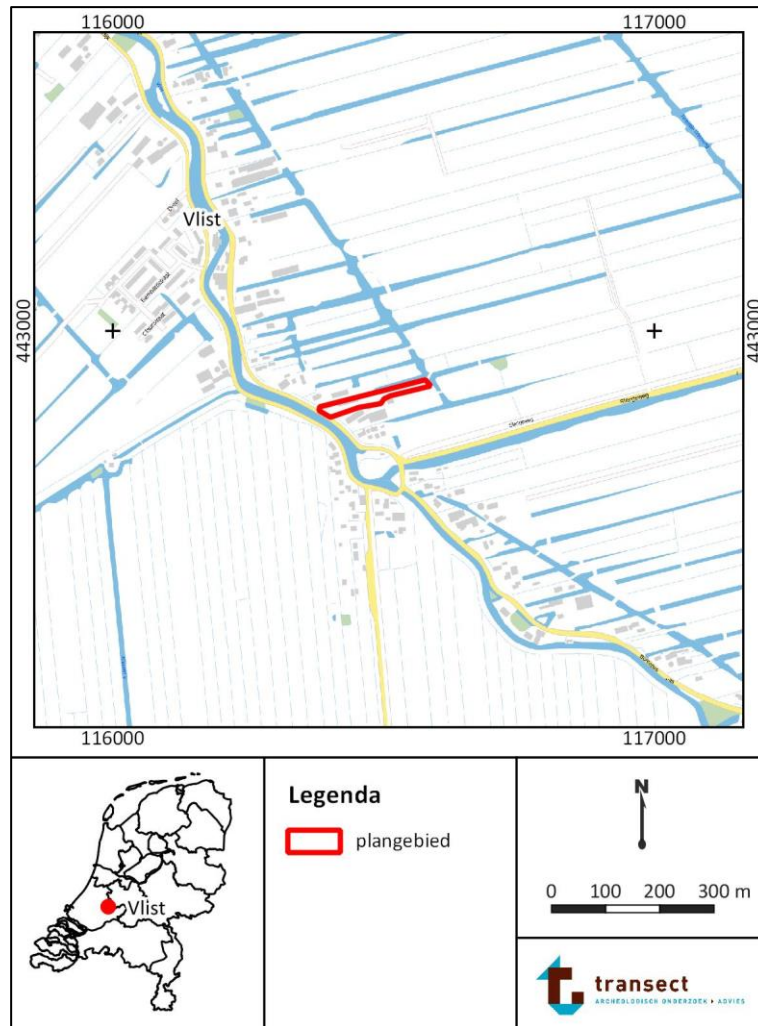 116000
117000
Vlist
443000
443000
116000
117000
Vlist
Legenda
plangebied
N
0 100 200 300 m
transect
ARCHEOLOGISCH ONDERZOEK ▸ ADVIES